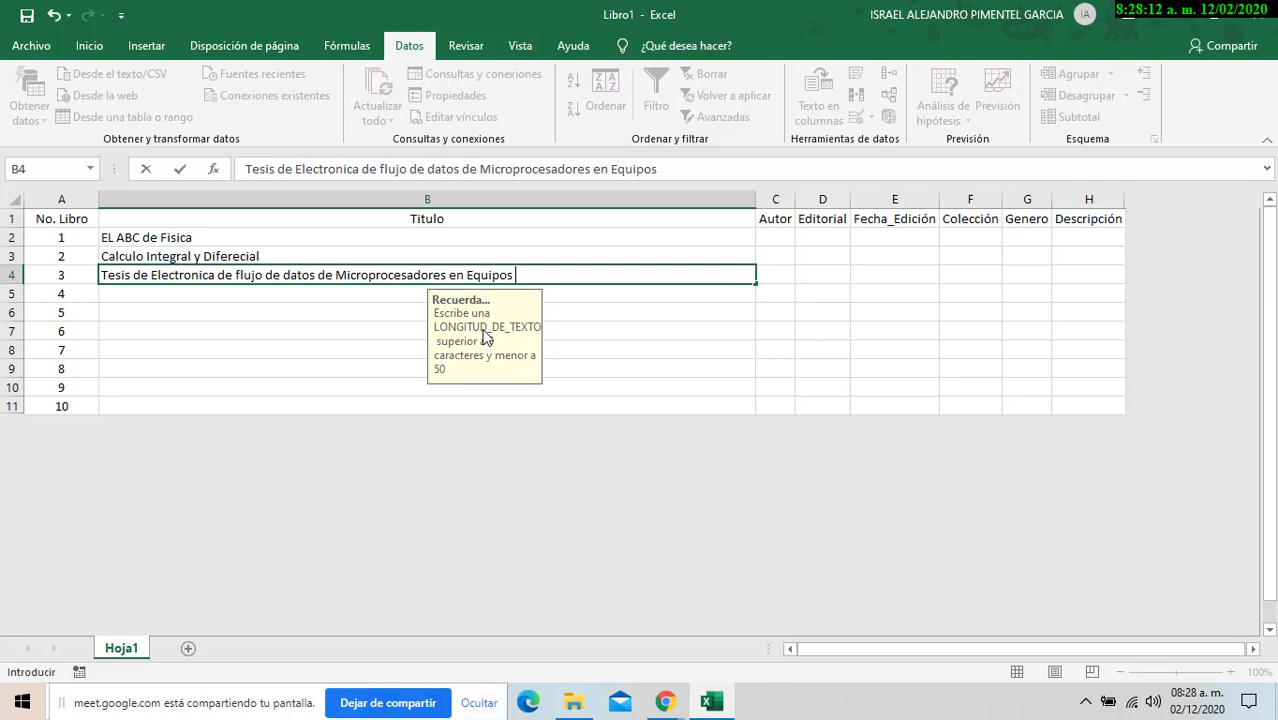 Libro1 - Excel
ISRAEL ALEJANDRO PIMENTEL GARCIA
IA
8:28:12 a. m. 12/02/2020
Archivo
Inicio
Insertar
Disposición de página
Fórmulas
Datos
Revisar
Vista
Ayuda
¿Qué desea hacer?
Compartir
Obtener datos
Desde el texto/CSV
Desde la web
Desde una tabla o rango
Fuentes recientes
Conexiones existentes
Obtener y transformar datos
Actualizar todo
Consultas y conexiones
Propiedades
Editar vínculos
Consultas y conexiones
Ordenar
Filtro
Borrar
Volver a aplicar
Avanzadas
Ordenar y filtrar
Texto en columnas
Herramientas de datos
Análisis de hipótesis
Previsión
Previsión
Agrupar
Desagrupar
Subtotal
Esquema
B4
fx
Tesis de Electronica de flujo de datos de Microprocesadores en Equipos
A B C D E F G H
1 No. Libro Titulo Autor Editorial Fecha_Edición Colección Genero Descripción
2 1 EL ABC de Fisica
3 2 Calculo Integral y Diferecial
4 3 Tesis de Electronica de flujo de datos de Microprocesadores en Equipos
5 4
6 5
7 6
8 7
9 8
10 9
11 10
Recuerda...
Escribe una
LONGITUD_DE_TEXTO
superior a
caracteres y menor a
50
Hoja1
Introducir
100%
meet.google.com está compartiendo tu pantalla.
Dejar de compartir
Ocultar
08:28 a. m.
02/12/2020